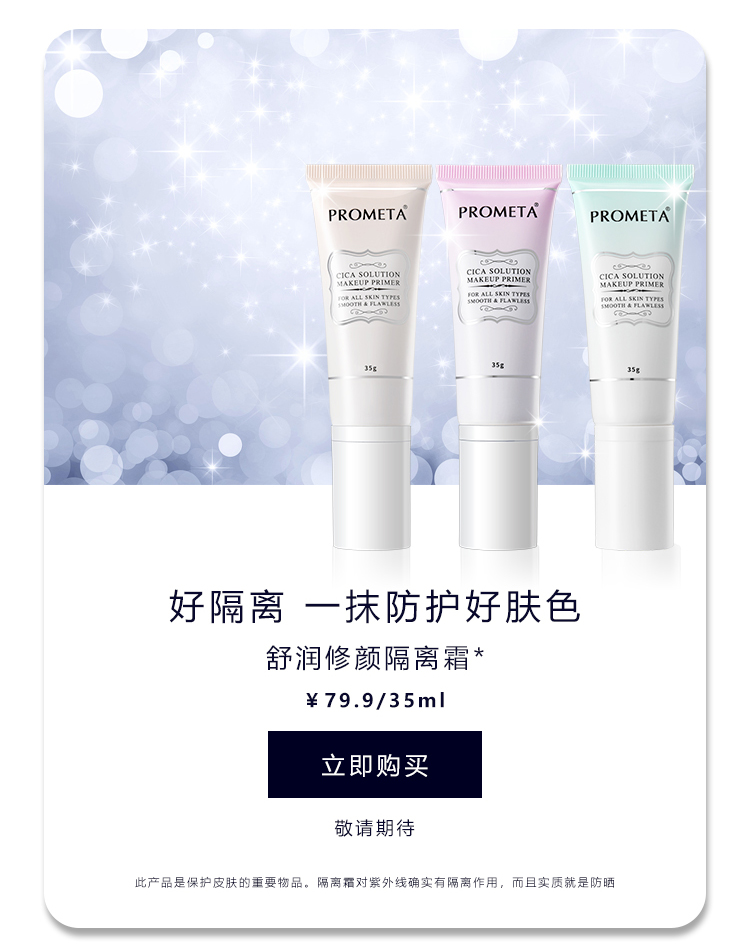 PROMETA®
CICA SOLUTION
MAKEUP PRIMER
FOR ALL SKIN TYPES
SMOOTH & FLAWLESS
35g
PROMETA®
CICA SOLUTION
MAKEUP PRIMER
FOR ALL SKIN TYPES
SMOOTH & FLAWLESS
35g
PROMETA®
CICA SOLUTION
MAKEUP PRIMER
FOR ALL SKIN TYPES
SMOOTH & FLAWLESS
35g
好隔离 一抹防护好肤色
舒润修颜隔离霜*
¥79.9/35ml
立即购买
敬请期待
此产品是保护皮肤的重要物品。隔离霜对紫外线确实有隔离作用，而且实质就是防晒